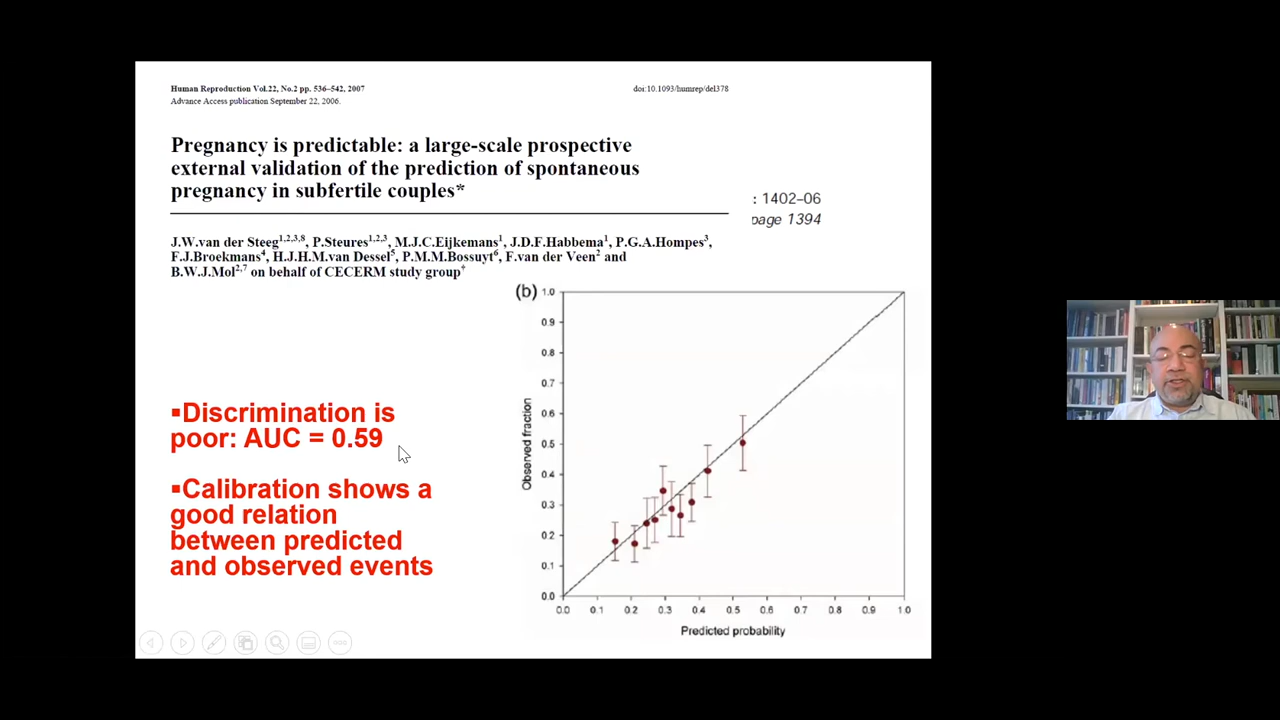 Human Reproduction Vol.22, No.2 pp. 536–542, 2007
doi:10.1093/humrep/del378
Advance Access publication September 22, 2006.
Pregnancy is predictable: a large-scale prospective
external validation of the prediction of spontaneous
pregnancy in subfertile couples*
: 1402–06
page 1394
J.W.van der Steeg1,2,3,8, P.Steures1,2,3, M.J.C.Eijkemans1, J.D.F.Habbema1, P.G.A.Hompes3,
F.J.Broekmans4, H.J.H.M.van Dessel5, P.M.M.Bossuyt6, F.van der Veen2 and
B.W.J.Mol2,7 on behalf of CECERM study group†
▪Discrimination is
poor: AUC = 0.59
▪Calibration shows a
good relation
between predicted
and observed events
(b)
1.0
0.9
0.8
0.7
0.6
0.5
0.4
0.3
0.2
0.1
0.0
Observed fraction
0.0 0.1 0.2 0.3 0.4 0.5 0.6 0.7 0.8 0.9 1.0
Predicted probability